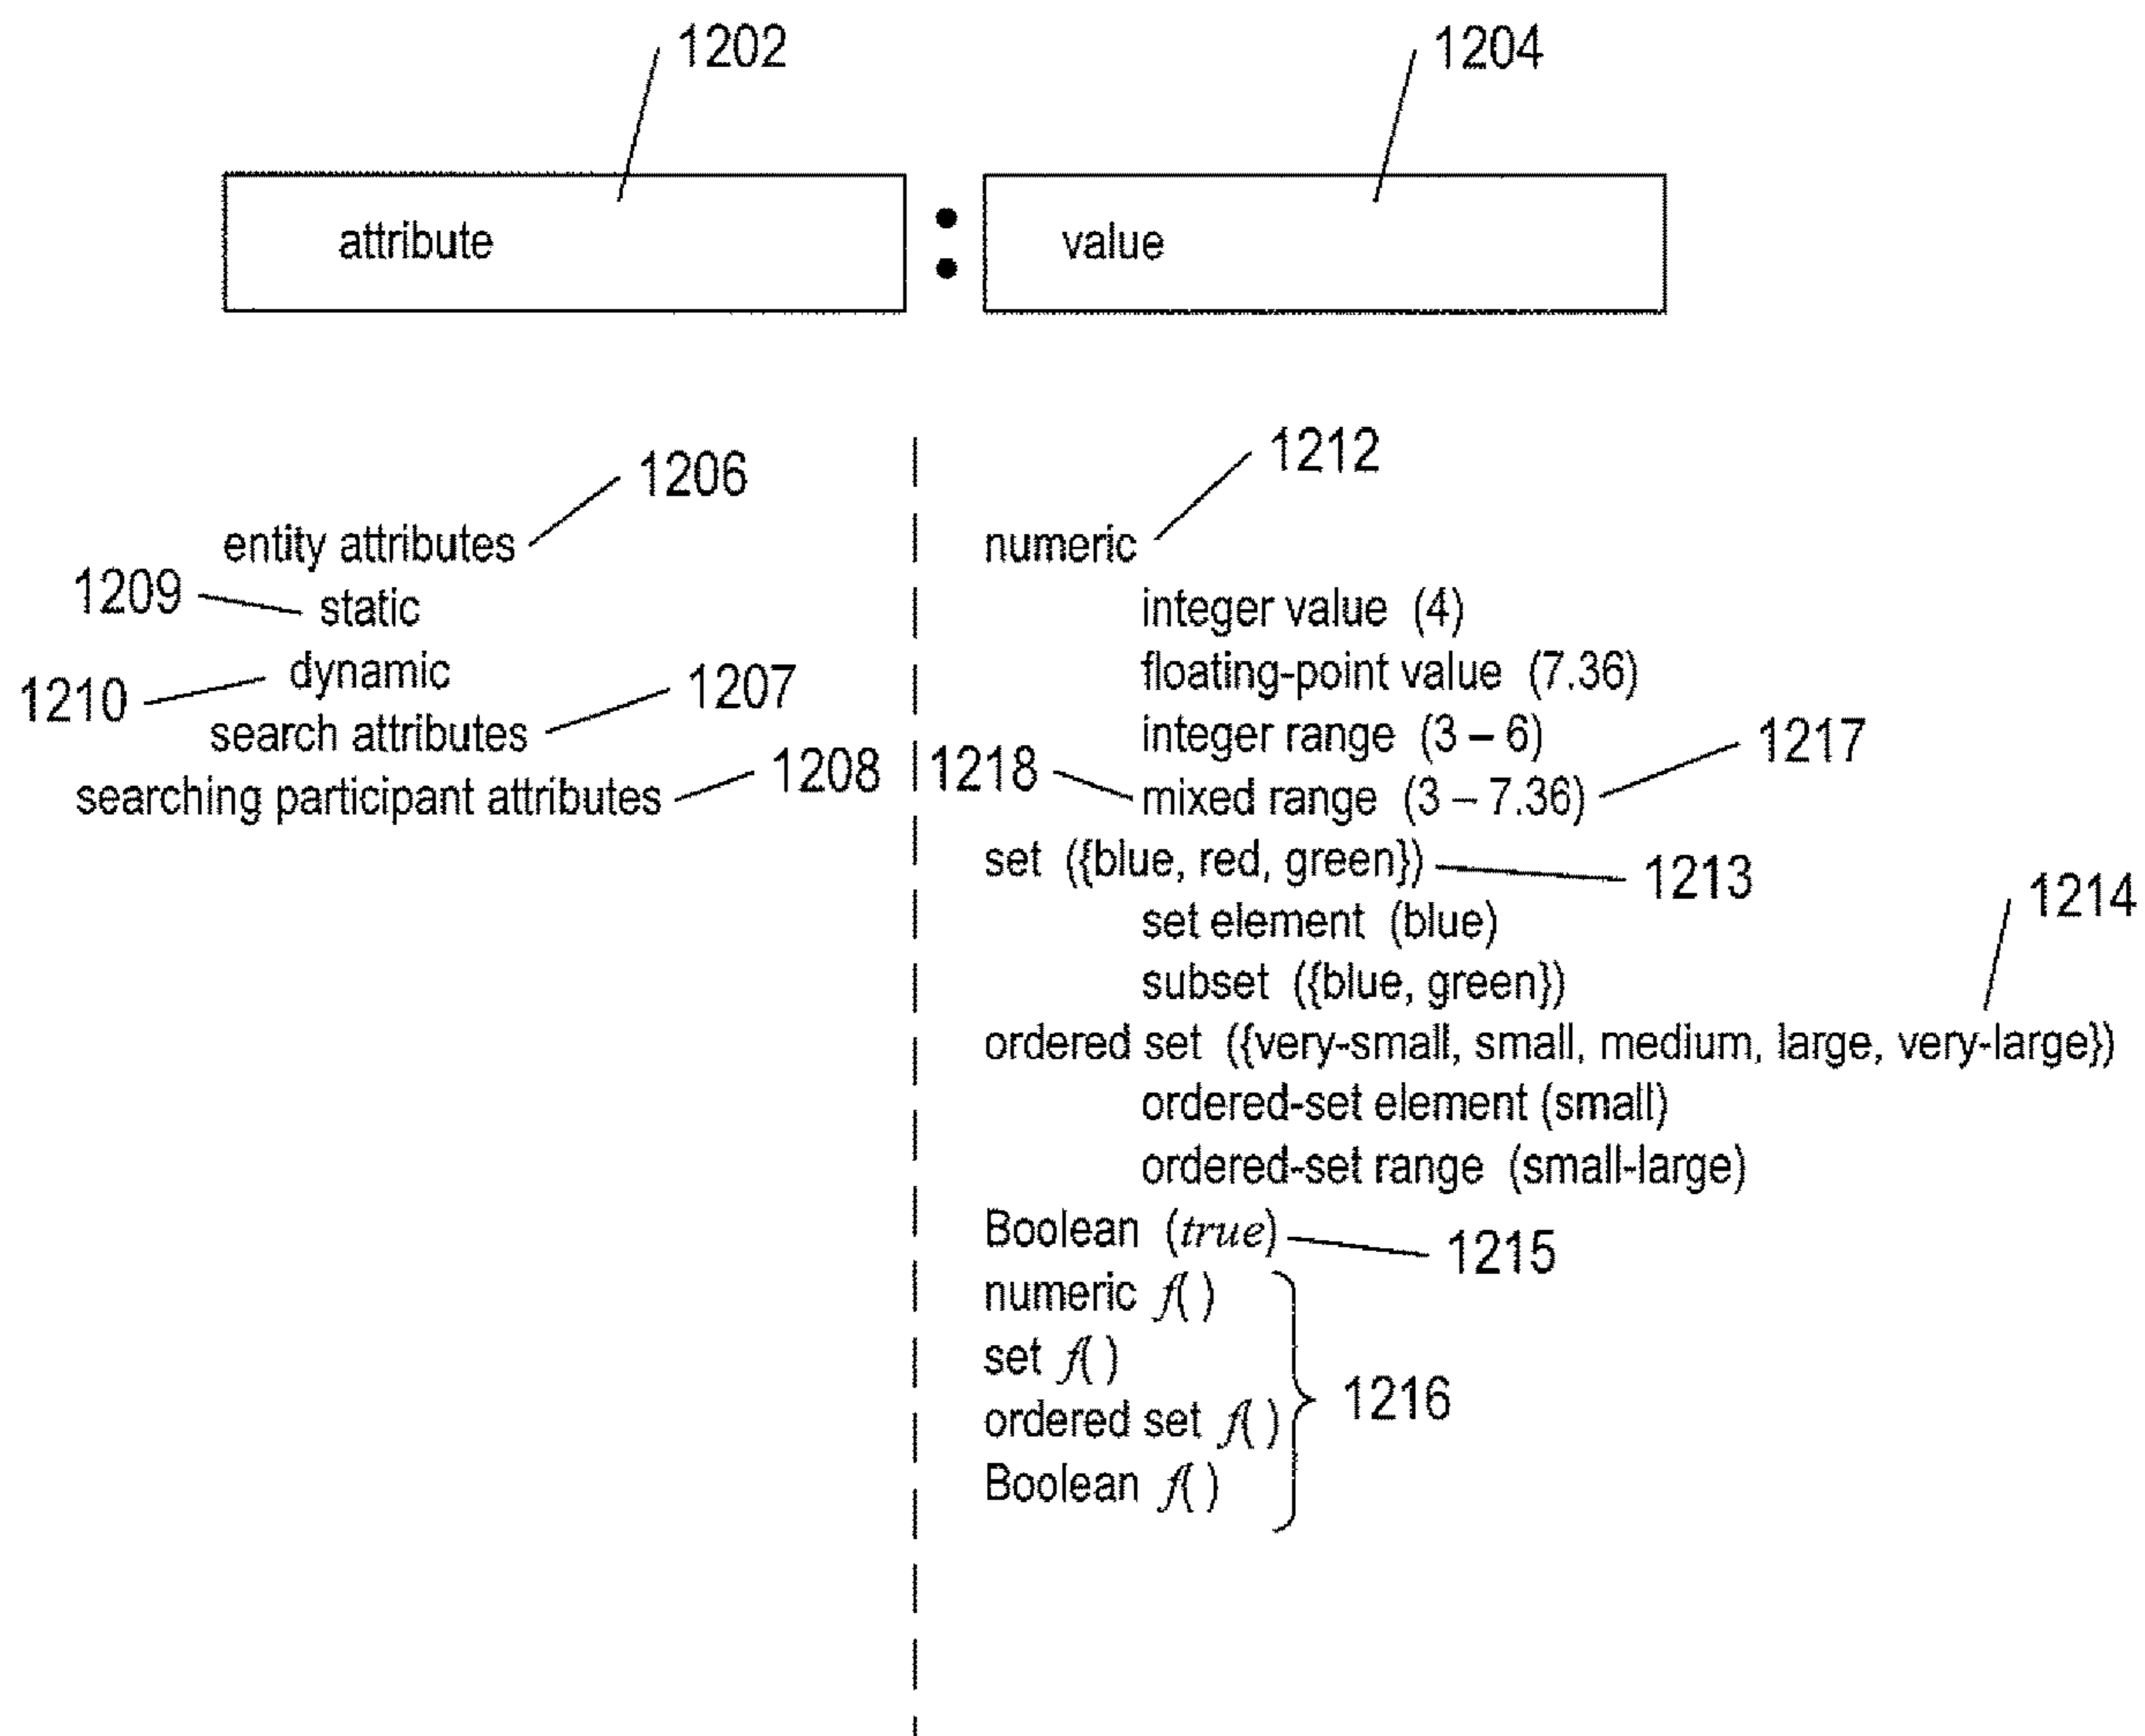 1202
1204
attribute : value
1206
1212
entity attributes
numeric
1209
static
integer value (4)
1210
dynamic
1207
floating-point value (7.36)
search attributes
integer range (3 – 6)
1217
searching participant attributes
1208
1218
mixed range (3 – 7.36)
set ({blue, red, green})
1213
set element (blue)
1214
subset ({blue, green})
ordered set ({very-small, small, medium, large, very-large})
ordered-set element (small)
ordered-set range (small-large)
Boolean (true)
1215
numeric f( )
set f( )
ordered set f( )
1216
Boolean f( )